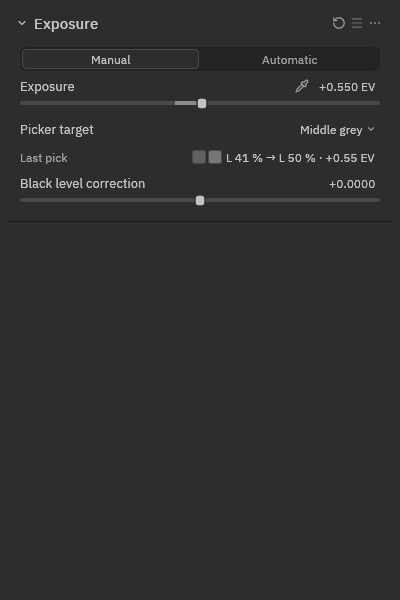 Exposure
Manual Automatic
Exposure +0.550 EV
Picker target Middle grey
Last pick L 41 % → L 50 % · +0.55 EV
Black level correction +0.0000